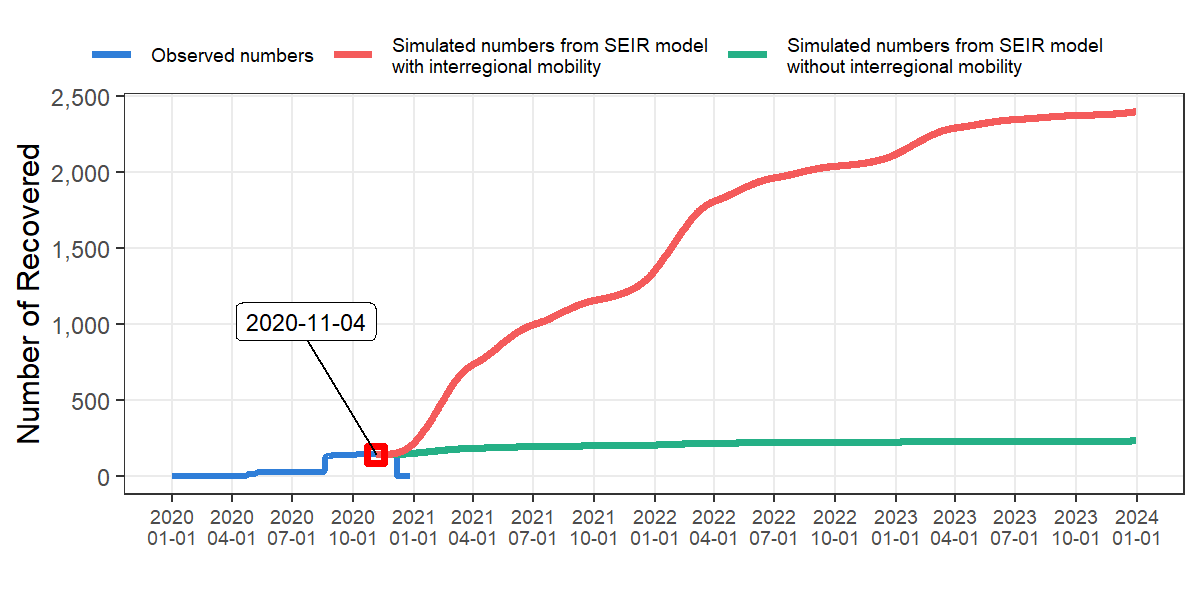 Observed numbers
Simulated numbers from SEIR model
with interregional mobility
Simulated numbers from SEIR model
without interregional mobility
Number of Recovered
2,500
2,000
1,500
1,000
500
0
2020-11-04
2020 2020 2020 2020 2021 2021 2021 2021 2022 2022 2022 2022 2023 2023 2023 2023 2024
01-01 04-01 07-01 10-01 01-01 04-01 07-01 10-01 01-01 04-01 07-01 10-01 01-01 04-01 07-01 10-01 01-01